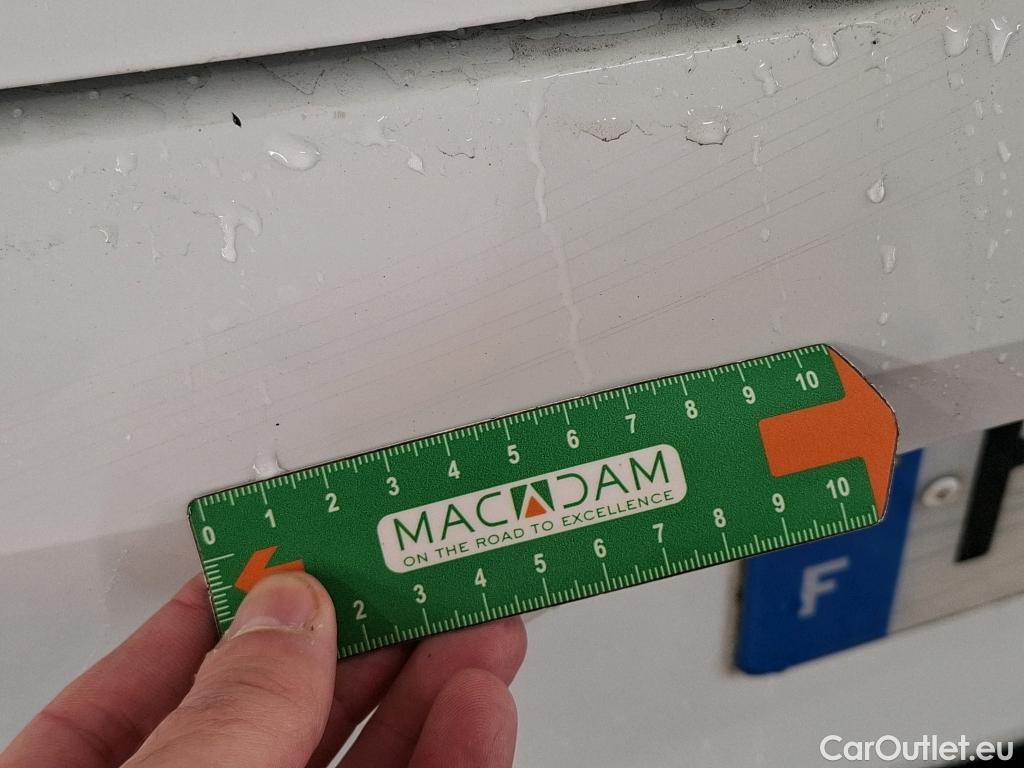 0 1 2 3 4 5 6 7 8 9 10
MACADAM
ON THE ROAD TO EXCELLENCE
2 3 4 5 6 7 8 9 10
F
CarOutlet.eu